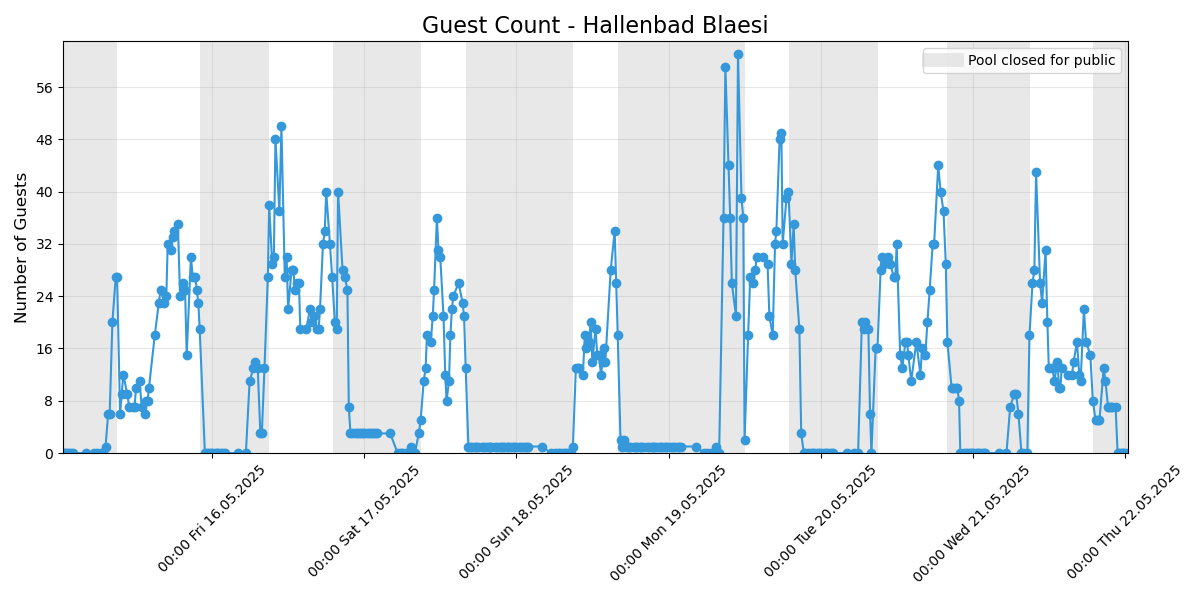 Guest Count - Hallenbad Blaesi
Pool closed for public
Number of Guests
56
48
40
32
24
16
8
0
00:00 Fri 16.05.2025
00:00 Sat 17.05.2025
00:00 Sun 18.05.2025
00:00 Mon 19.05.2025
00:00 Tue 20.05.2025
00:00 Wed 21.05.2025
00:00 Thu 22.05.2025